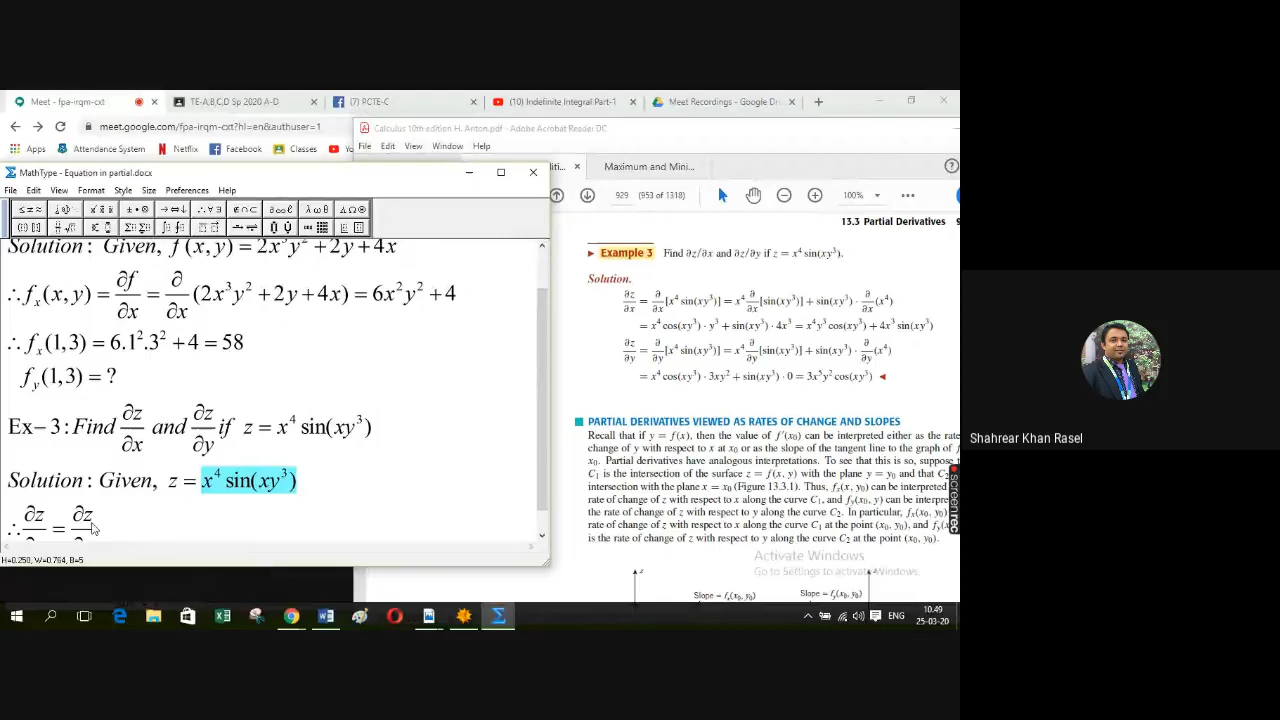 Meet - fpa-irqm-cxt
TE-A,B,C,D Sp 2020 A-D
(7) PCTE-C
(10) Indefinite Integral Part-1
Meet Recordings - Google Dr
meet.google.com/fpa-irqm-cxt?hl=en&authuser=1
Calculus 10th edition H. Anton.pdf - Adobe Acrobat Reader DC
Apps Attendance System Netflix Facebook Classes
File Edit View Window Help
MathType - Equation in partial.docx
Maximum and Mini...
File Edit View Format Style Size Preferences Help
929 (953 of 1318) 100%
13.3 Partial Derivatives
Solution : Given, f(x, y) = 2x³y² + 2y + 4x
∴ fₓ(x, y) = ∂f/∂x = ∂/∂x (2x³y² + 2y + 4x) = 6x²y² + 4
∴ fₓ(1,3) = 6.1².3² + 4 = 58
f_y(1,3) = ?
Ex – 3 : Find ∂z/∂x and ∂z/∂y if z = x⁴ sin(xy³)
Solution : Given, z = x⁴ sin(xy³)
∴ ∂z = ∂z
H=0.250, W=0.764, B=5
Example 3 Find ∂z/∂x and ∂z/∂y if z = x⁴ sin(xy³).
Solution.
∂z/∂x = ∂/∂x [x⁴ sin(xy³)] = x⁴ ∂/∂x [sin(xy³)] + sin(xy³) · ∂/∂x (x⁴)
= x⁴ cos(xy³) · y³ + sin(xy³) · 4x³ = x⁴y³ cos(xy³) + 4x³ sin(xy³)
∂z/∂y = ∂/∂y [x⁴ sin(xy³)] = x⁴ ∂/∂y [sin(xy³)] + sin(xy³) · ∂/∂y (x⁴)
= x⁴ cos(xy³) · 3xy² + sin(xy³) · 0 = 3x⁵y² cos(xy³)
PARTIAL DERIVATIVES VIEWED AS RATES OF CHANGE AND SLOPES
Recall that if y = f(x), then the value of f′(x₀) can be interpreted either as the rate
change of y with respect to x at x₀ or as the slope of the tangent line to the graph of
x₀. Partial derivatives have analogous interpretations. To see that this is so, suppose
C₁ is the intersection of the surface z = f(x, y) with the plane y = y₀ and that C₂
intersection with the plane x = x₀ (Figure 13.3.1). Thus, fₓ(x, y₀) can be interpreted
rate of change of z with respect to x along the curve C₁, and f_y(x₀, y) can be interpre
the rate of change of z with respect to y along the curve C₂. In particular, fₓ(x₀, y₀)
rate of change of z with respect to x along the curve C₁ at the point (x₀, y₀), and f_y(x
is the rate of change of z with respect to y along the curve C₂ at the point (x₀, y₀).
Activate Windows
Go to Settings to activate Windows.
Slope = fₓ(x₀, y₀)
Slope = f_y(x₀, y₀)
screenrec
ENG
10.49
25-03-20
Shahrear Khan Rasel